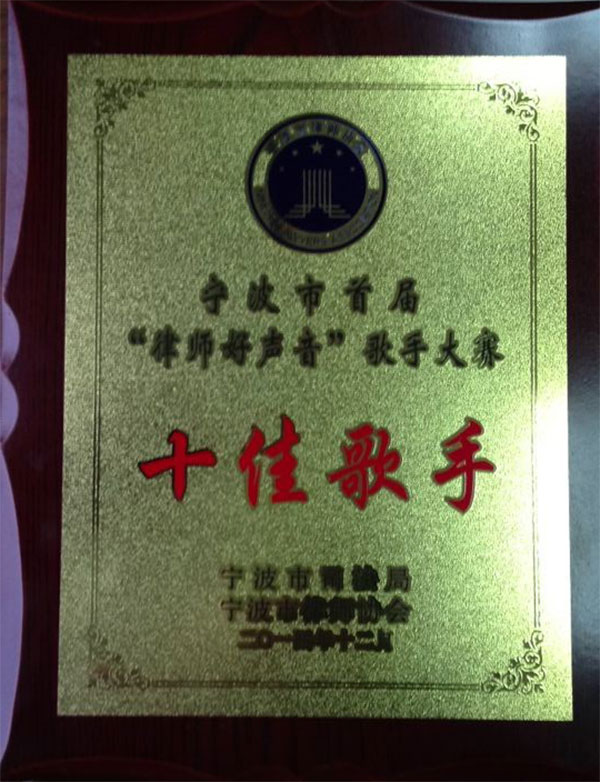 宁波市首届
“律师好声音”歌手大赛
十佳歌手
宁波市司法局
宁波市律师协会